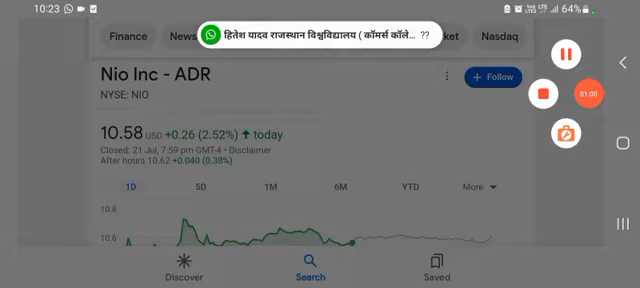 10:23
64%
हितेश यादव राजस्थान विश्वविद्यालय ( कॉमर्स कॉले... ??
Finance
News
ket
Nasdaq
Nio Inc - ADR
+ Follow
NYSE: NIO
01:00
10.58 USD +0.26 (2.52%) today
Closed: 21 Jul, 7:59 pm GMT-4 • Disclaimer
After hours 10.62 +0.040 (0.38%)
1D 5D 1M 6M YTD More
10.8
10.6
Discover
Search
Saved